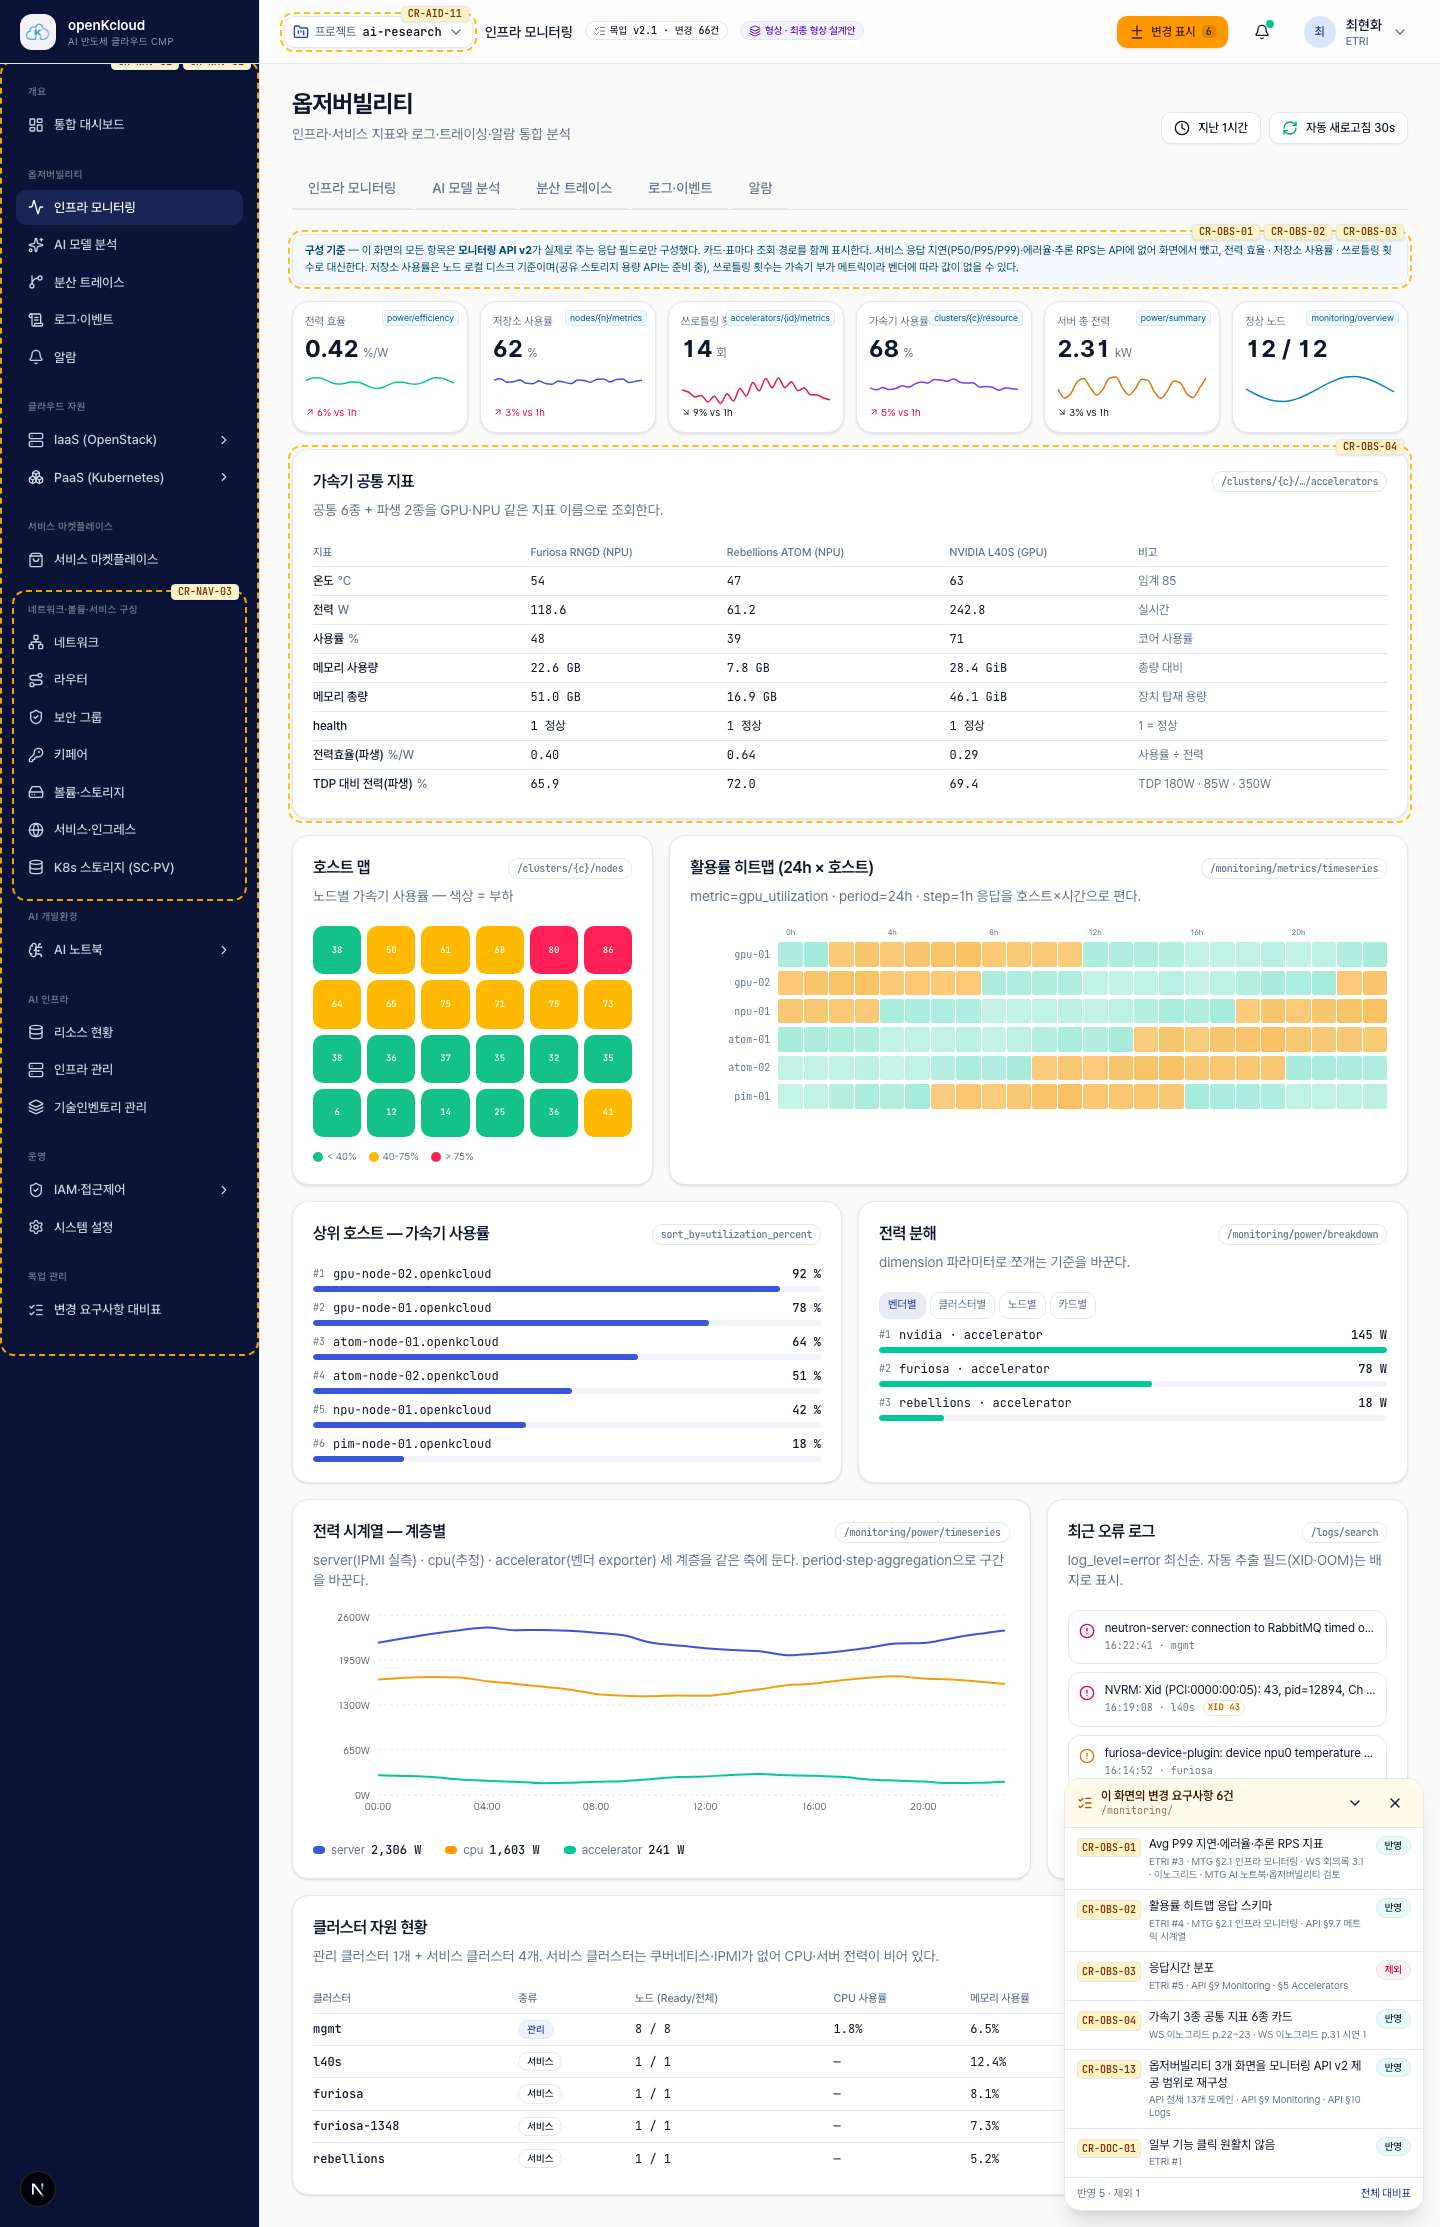 openKcloud
AI 반도체 클라우드 CMP
프로젝트 ai-research
CR-AID-11
인프라 모니터링
목업 v2.1 · 변경 66건
형상 · 최종 형상 설계안
변경 표시 6
최
최현화
ETRI
개요
통합 대시보드
옵저버빌리티
인프라 모니터링
AI 모델 분석
분산 트레이스
로그·이벤트
알람
클라우드 자원
IaaS (OpenStack)
PaaS (Kubernetes)
서비스 마켓플레이스
서비스 마켓플레이스
CR-NAV-03
네트워크·볼륨·서비스 구성
네트워크
라우터
보안 그룹
키페어
볼륨·스토리지
서비스·인그레스
K8s 스토리지 (SC·PV)
AI 개발환경
AI 노트북
AI 인프라
리소스 현황
인프라 관리
기술인벤토리 관리
운영
IAM·접근제어
시스템 설정
목업 관리
변경 요구사항 대비표
옵저버빌리티
인프라·서비스 지표와 로그·트레이싱·알람 통합 분석
지난 1시간
자동 새로고침 30s
인프라 모니터링 AI 모델 분석 분산 트레이스 로그·이벤트 알람
CR-OBS-01 CR-OBS-02 CR-OBS-03
구성 기준 — 이 화면의 모든 항목은 모니터링 API v2가 실제로 주는 응답 필드로만 구성했다. 카드·표마다 조회 경로를 함께 표시한다. 서비스 응답 지연(P50/P95/P99)·에러율·추론 RPS는 API에 없어 화면에서 뺐고, 전력 효율 · 저장소 사용률 · 쓰로틀링 횟
수로 대신한다. 저장소 사용률은 노드 로컬 디스크 기준이며(공유 스토리지 용량 API는 준비 중), 쓰로틀링 횟수는 가속기 부가 메트릭이라 벤더에 따라 값이 없을 수 있다.
전력 효율 power/efficiency
0.42 %/W
↗ 6% vs 1h
저장소 사용률 nodes/{n}/metrics
62 %
↗ 3% vs 1h
쓰로틀링 accelerators/{id}/metrics
14 회
↘ 9% vs 1h
가속기 사용률 clusters/{c}/resource
68 %
↗ 5% vs 1h
서버 총 전력 power/summary
2.31 kW
↘ 3% vs 1h
정상 노드 monitoring/overview
12 / 12
CR-OBS-04
가속기 공통 지표 /clusters/{c}/…/accelerators
공통 6종 + 파생 2종을 GPU·NPU 같은 지표 이름으로 조회한다.
지표 Furiosa RNGD (NPU) Rebellions ATOM (NPU) NVIDIA L40S (GPU) 비고
온도 °C 54 47 63 임계 85
전력 W 118.6 61.2 242.8 실시간
사용률 % 48 39 71 코어 사용률
메모리 사용량 22.6 GB 7.8 GB 28.4 GiB 총량 대비
메모리 총량 51.0 GB 16.9 GB 46.1 GiB 장치 탑재 용량
health 1 정상 1 정상 1 정상 1 = 정상
전력효율(파생) %/W 0.40 0.64 0.29 사용률 ÷ 전력
TDP 대비 전력(파생) % 65.9 72.0 69.4 TDP 180W · 85W · 350W
호스트 맵 /clusters/{c}/nodes
노드별 가속기 사용률 — 색상 = 부하
38 50 61 68 80 86
64 65 75 71 75 73
38 36 37 35 32 35
6 12 14 25 36 41
< 40% 40-75% > 75%
활용률 히트맵 (24h × 호스트) /monitoring/metrics/timeseries
metric=gpu_utilization · period=24h · step=1h 응답을 호스트×시간으로 편다.
0h 4h 8h 12h 16h 20h
gpu-01
gpu-02
npu-01
atom-01
atom-02
pim-01
상위 호스트 — 가속기 사용률 sort_by=utilization_percent
#1 gpu-node-02.openkcloud 92 %
#2 gpu-node-01.openkcloud 78 %
#3 atom-node-01.openkcloud 64 %
#4 atom-node-02.openkcloud 51 %
#5 npu-node-01.openkcloud 42 %
#6 pim-node-01.openkcloud 18 %
전력 분해 /monitoring/power/breakdown
dimension 파라미터로 쪼개는 기준을 바꾼다.
벤더별 클러스터별 노드별 카드별
#1 nvidia · accelerator 145 W
#2 furiosa · accelerator 78 W
#3 rebellions · accelerator 18 W
전력 시계열 — 계층별 /monitoring/power/timeseries
server(IPMI 실측) · cpu(추정) · accelerator(벤더 exporter) 세 계층을 같은 축에 둔다. period·step·aggregation으로 구간
을 바꾼다.
2600W
1950W
1300W
650W
0W
00:00 04:00 08:00 12:00 16:00 20:00
server 2,306 W cpu 1,603 W accelerator 241 W
최근 오류 로그 /logs/search
log_level=error 최신순. 자동 추출 필드(XID·OOM)는 배
지로 표시.
neutron-server: connection to RabbitMQ timed o…
16:22:41 · mgmt
NVRM: Xid (PCI:0000:00:05): 43, pid=12894, Ch …
16:19:08 · l40s XID 43
furiosa-device-plugin: device npu0 temperature …
16:14:52 · furiosa
클러스터 자원 현황
관리 클러스터 1개 + 서비스 클러스터 4개. 서비스 클러스터는 쿠버네티스·IPMI가 없어 CPU·서버 전력이 비어 있다.
클러스터 종류 노드 (Ready/전체) CPU 사용률 메모리 사용률
mgmt 관리 8 / 8 1.8% 6.5%
l40s 서비스 1 / 1 — 12.4%
furiosa 서비스 1 / 1 — 8.1%
furiosa-1348 서비스 1 / 1 — 7.3%
rebellions 서비스 1 / 1 — 5.2%
이 화면의 변경 요구사항 6건
/monitoring/
CR-OBS-01 Avg P99 지연·에러율·추론 RPS 지표 반영
ETRI #3 · MTG §2.1 인프라 모니터링 · WS 회의록 3.1
· 이노그리드 · MTG AI 노트북·옵저버빌리티 검토
CR-OBS-02 활용률 히트맵 응답 스키마 반영
ETRI #4 · MTG §2.1 인프라 모니터링 · API §9.7 메트
릭 시계열
CR-OBS-03 응답시간 분포 제외
ETRI #5 · API §9 Monitoring · §5 Accelerators
CR-OBS-04 가속기 3종 공통 지표 6종 카드 반영
WS 이노그리드 p.22~23 · WS 이노그리드 p.31 시연 1
CR-OBS-13 옵저버빌리티 3개 화면을 모니터링 API v2 제 반영
공 범위로 재구성
API 전체 13개 도메인 · API §9 Monitoring · API §10
Logs
CR-DOC-01 일부 기능 클릭 원활치 않음 반영
ETRI #1
반영 5 · 제외 1 전체 대비표
N